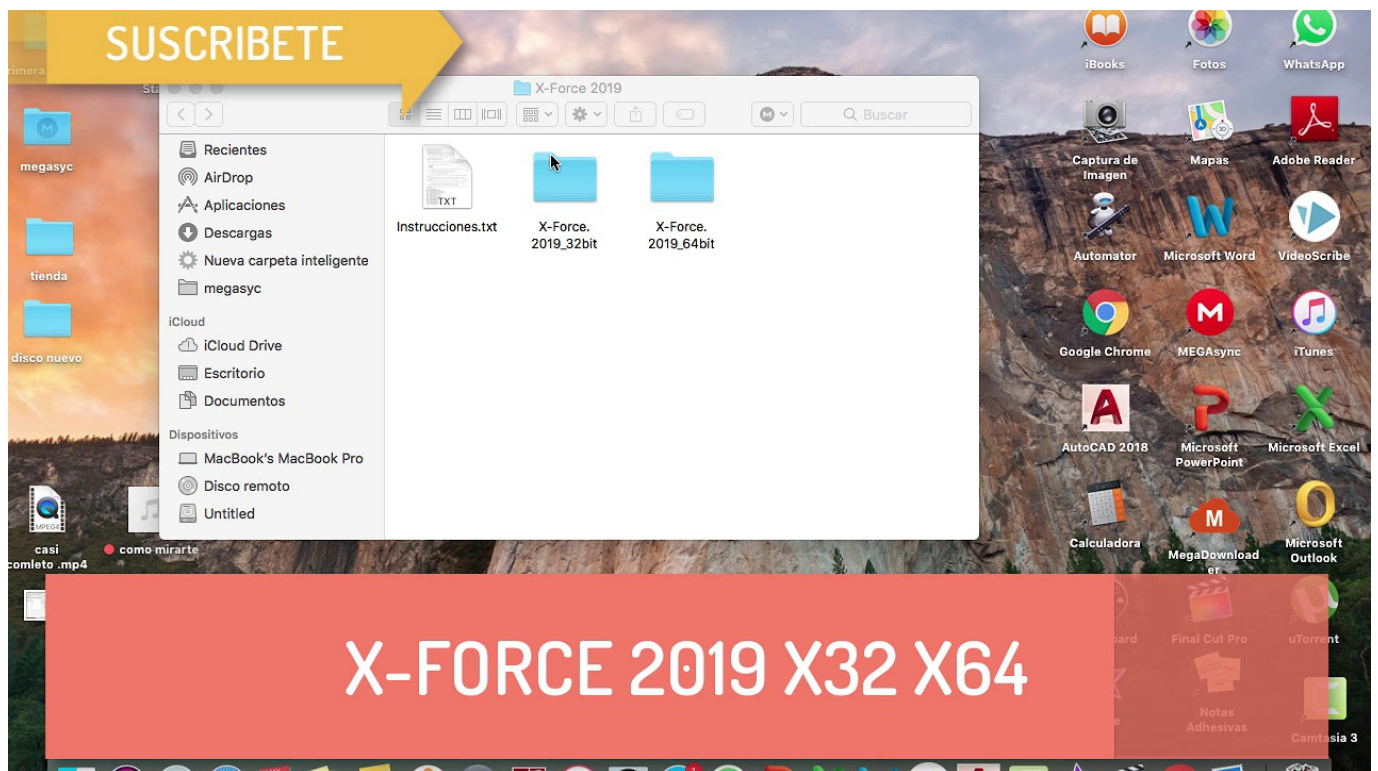 SUSCRIBETE
megasyc
tienda
disco nuevo
MPEG4
casi
comleto .mp4
como mirarte
X-Force 2019
Buscar
Recientes
AirDrop
Aplicaciones
Descargas
Nueva carpeta inteligente
megasyc
iCloud
iCloud Drive
Escritorio
Documentos
Dispositivos
MacBook's MacBook Pro
Disco remoto
Untitled
TXT
Instrucciones.txt
X-Force.
2019_32bit
X-Force.
2019_64bit
iBooks
Fotos
WhatsApp
Captura de
Imagen
Mapas
Adobe Reader
Automator
Microsoft Word
VideoScribe
Google Chrome
MEGAsync
iTunes
AutoCAD 2018
Microsoft
PowerPoint
Microsoft Excel
Calculadora
MegaDownload
er
Microsoft
Outlook
Final Cut Pro
uTorrent
Notas
Adhesivas
Camtasia 3
X-FORCE 2019 X32 X64